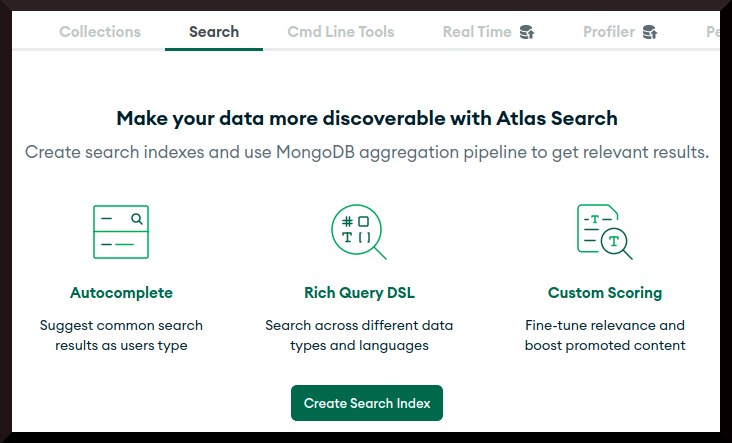 Collections Search Cmd Line Tools Real Time Profiler Pe
Make your data more discoverable with Atlas Search
Create search indexes and use MongoDB aggregation pipeline to get relevant results.
# T [ ]
T
T
Autocomplete
Suggest common search
results as users type
Rich Query DSL
Search across different data
types and languages
Custom Scoring
Fine-tune relevance and
boost promoted content
Create Search Index